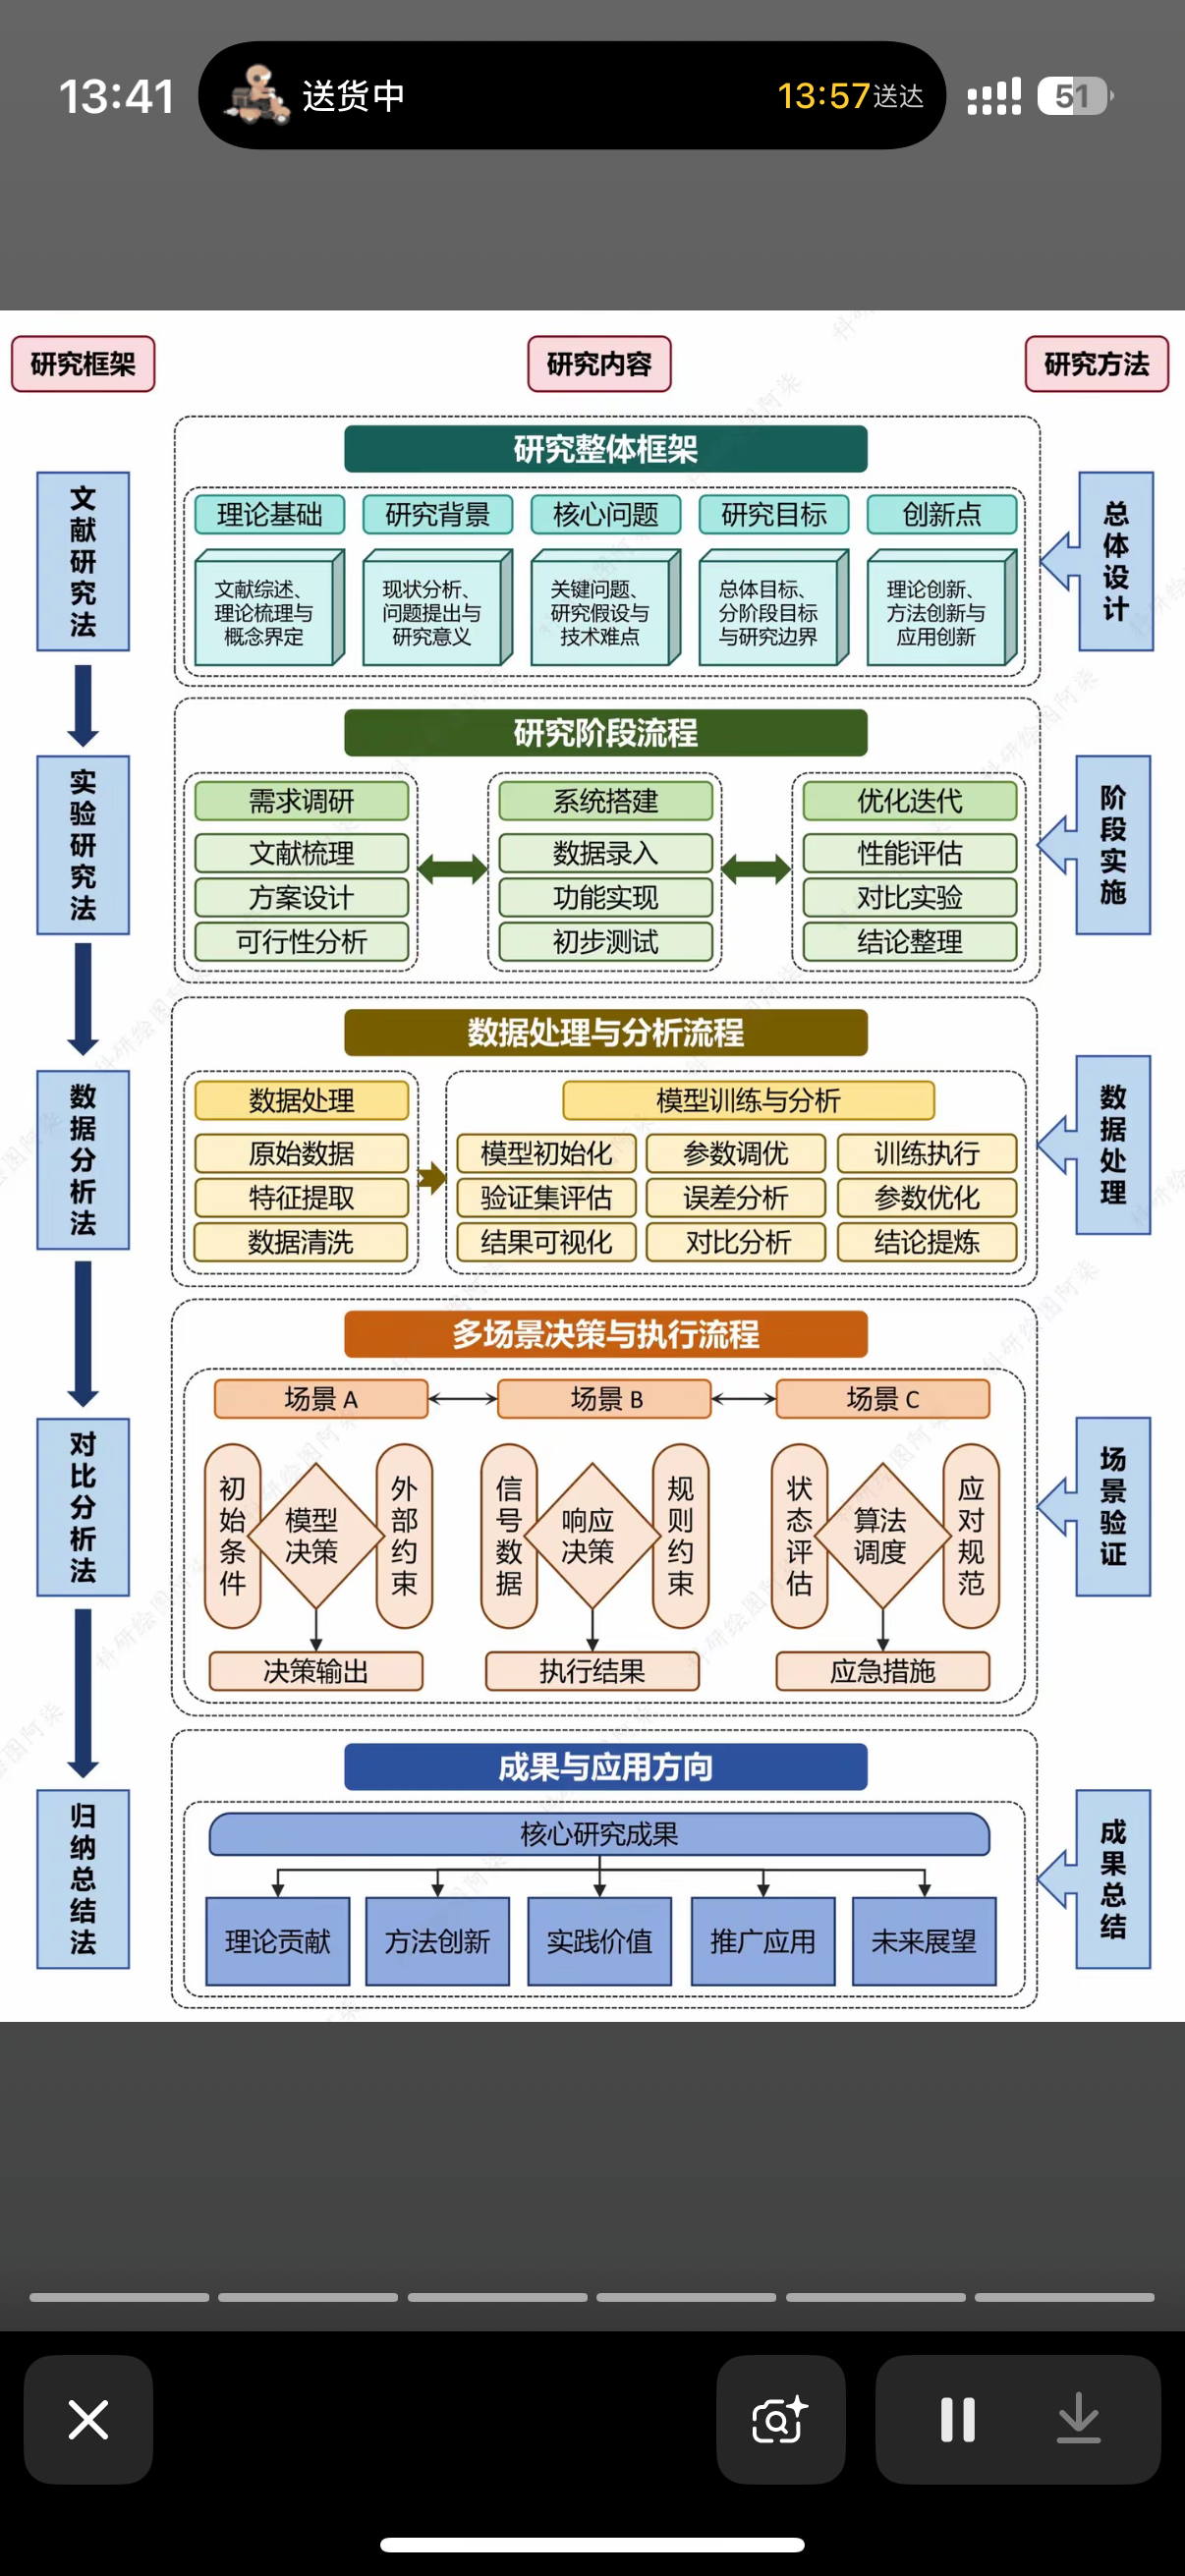 13:41
送货中
13:57送达
51
研究框架
研究内容
研究方法
文献研究法
研究整体框架
总体设计
理论基础
研究背景
核心问题
研究目标
创新点
文献综述、
理论梳理与
概念界定
现状分析、
问题提出与
研究意义
关键问题、
研究假设与
技术难点
总体目标、
分阶段目标
与研究边界
理论创新、
方法创新与
应用创新
实验研究法
研究阶段流程
阶段实施
需求调研
文献梳理
方案设计
可行性分析
系统搭建
数据录入
功能实现
初步测试
优化迭代
性能评估
对比实验
结论整理
数据分析法
数据处理与分析流程
数据处理
数据处理
原始数据
特征提取
数据清洗
模型训练与分析
模型初始化
参数调优
训练执行
验证集评估
误差分析
参数优化
结果可视化
对比分析
结论提炼
对比分析法
多场景决策与执行流程
场景验证
场景 A
场景 B
场景 C
初始条件
模型
决策
外部约束
信号数据
响应
决策
规则约束
状态评估
算法
调度
应对规范
决策输出
执行结果
应急措施
归纳总结法
成果与应用方向
成果总结
核心研究成果
理论贡献
方法创新
实践价值
推广应用
未来展望
科研绘图阿柒